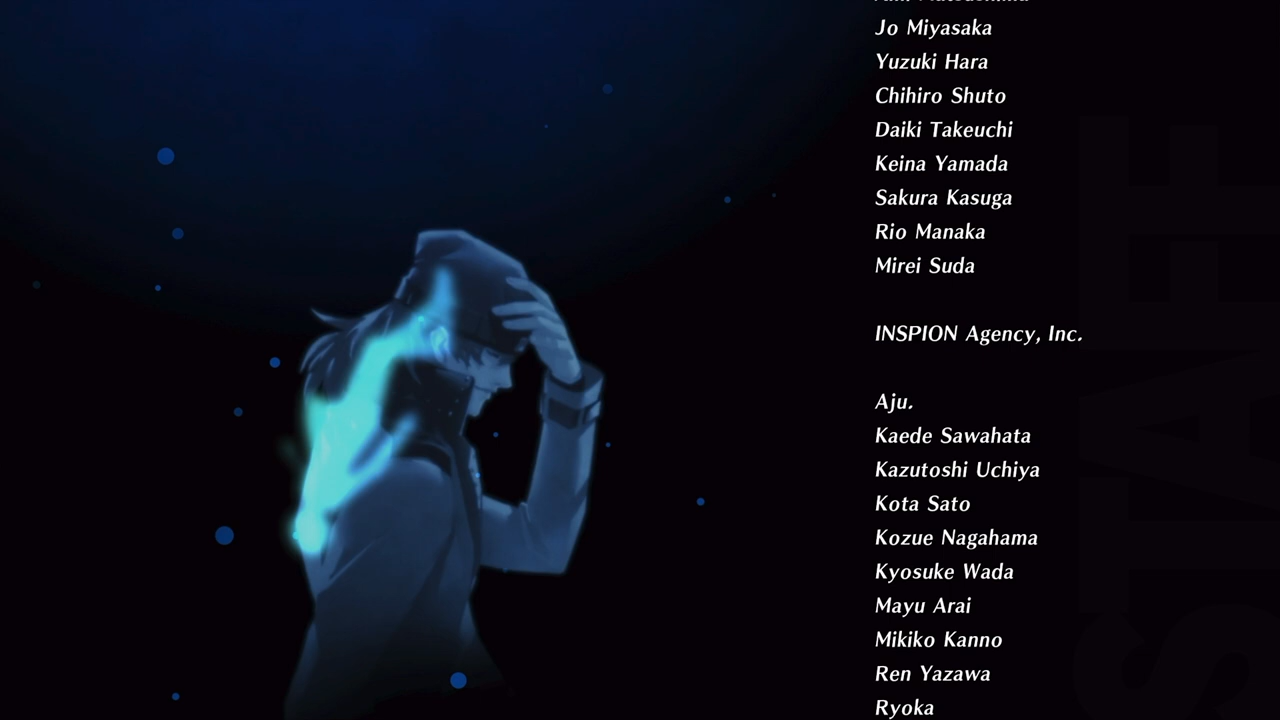 Jo Miyasaka
Yuzuki Hara
Chihiro Shuto
Daiki Takeuchi
Keina Yamada
Sakura Kasuga
Rio Manaka
Mirei Suda
INSPION Agency, Inc.
Aju.
Kaede Sawahata
Kazutoshi Uchiya
Kota Sato
Kozue Nagahama
Kyosuke Wada
Mayu Arai
Mikiko Kanno
Ren Yazawa
Ryoka
STAFF